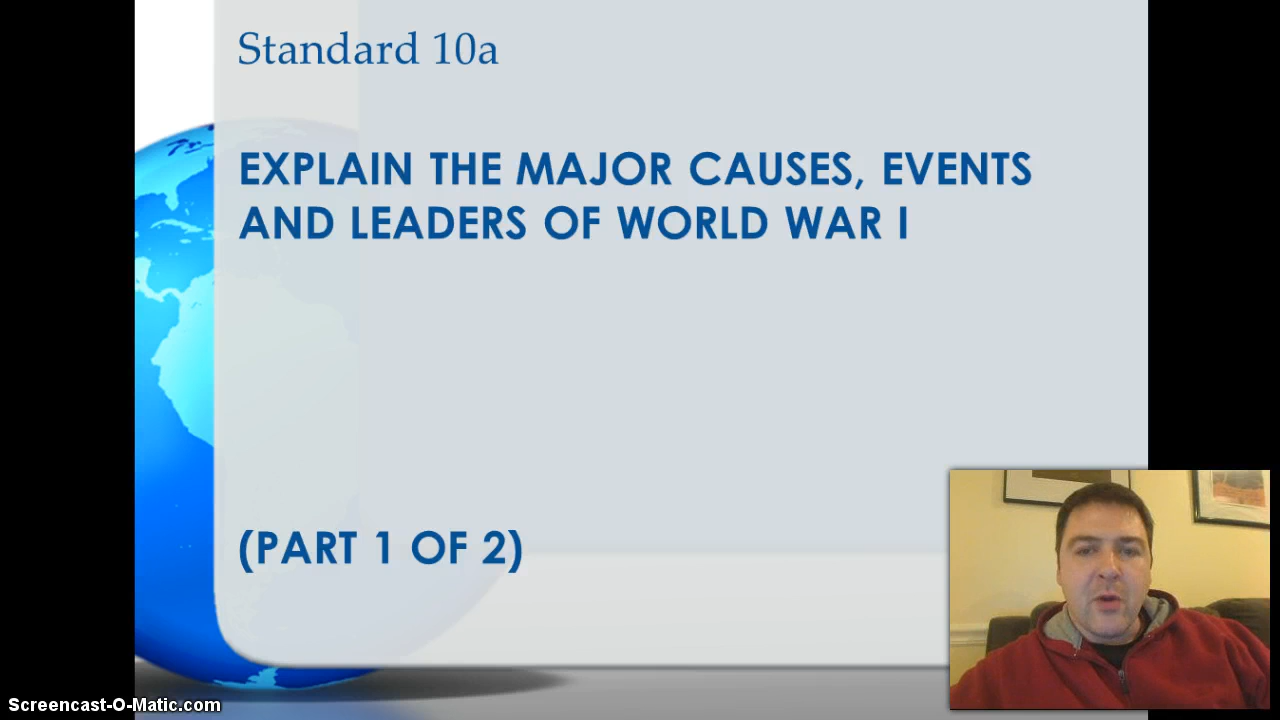 Standard 10a
EXPLAIN THE MAJOR CAUSES, EVENTS
AND LEADERS OF WORLD WAR I
(PART 1 OF 2)
Screencast-O-Matic.com